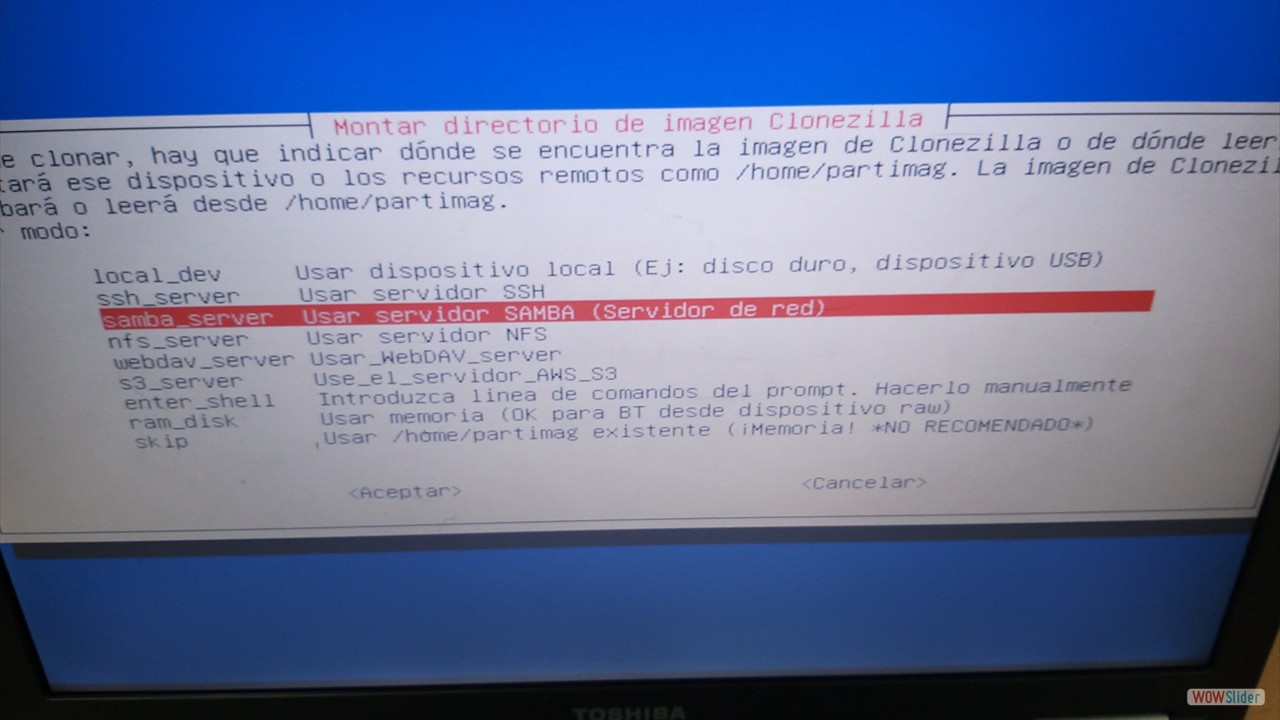 Montar directorio de imagen Clonezilla
e clonar, hay que indicar dónde se encuentra la imagen de Clonezilla o de dónde leer
tará ese dispositivo o los recursos remotos como /home/partimag. La imagen de Clonezil
bará o leerá desde /home/partimag.
r modo:
local_dev Usar dispositivo local (Ej: disco duro, dispositivo USB)
ssh_server Usar servidor SSH
samba_server Usar servidor SAMBA (Servidor de red)
nfs_server Usar servidor NFS
webdav_server Usar_WebDAV_server
s3_server Use_el_servidor_AWS_S3
enter_shell Introduzca linea de comandos del prompt. Hacerlo manualmente
ram_disk Usar memoria (OK para BT desde dispositivo raw)
skip Usar /home/partimag existente (¡Memoria! *NO RECOMENDADO*)
<Aceptar> <Cancelar>
TOSHIBA
WOWSlider